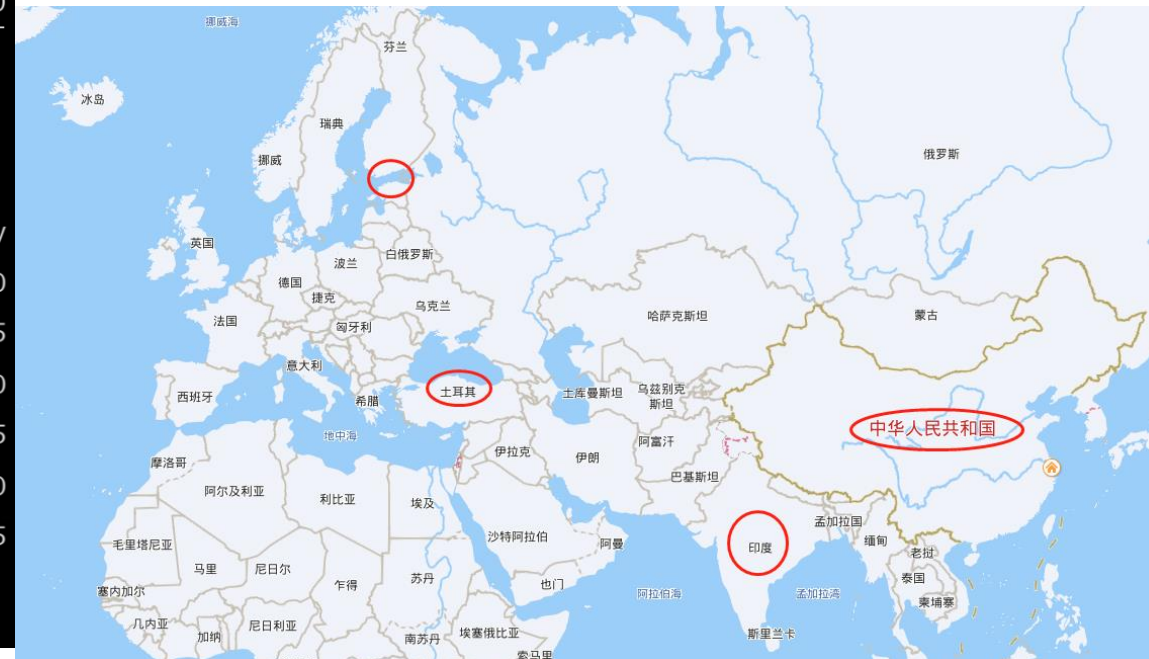 挪威海
芬兰
冰岛
瑞典
俄罗斯
挪威
英国
白俄罗斯
波兰
德国
捷克
乌克兰
法国
哈萨克斯坦
蒙古
匈牙利
意大利
土耳其
西班牙
希腊
土库曼斯坦
乌兹别克
斯坦
中华人民共和国
地中海
阿富汗
伊拉克
伊朗
摩洛哥
巴基斯坦
阿尔及利亚
利比亚
埃及
孟加拉国
沙特阿拉伯
缅甸
毛里塔尼亚
阿曼
印度
老挝
马里
尼日尔
乍得
苏丹
也门
泰国
塞内加尔
阿拉伯海
孟加拉湾
柬埔寨
几内亚
尼日利亚
加纳
南苏丹
埃塞俄比亚
斯里兰卡
索马里
0
5
0
5
0
5